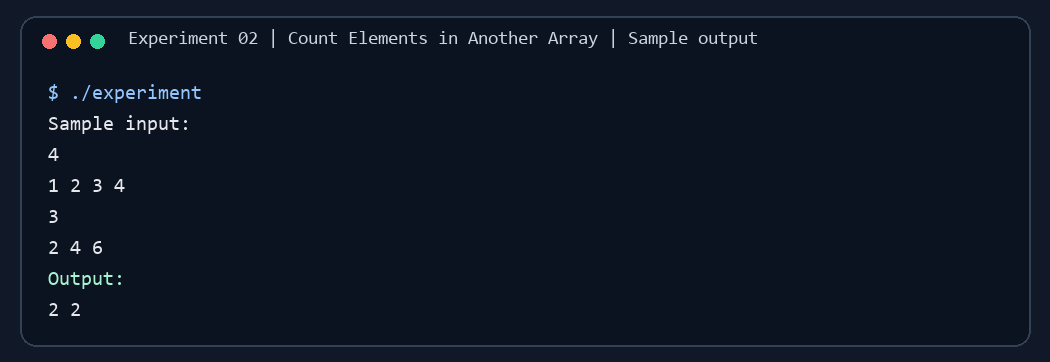 Experiment 02 | Count Elements in Another Array | Sample output
$ ./experiment
Sample input:
4
1 2 3 4
3
2 4 6
Output:
2 2